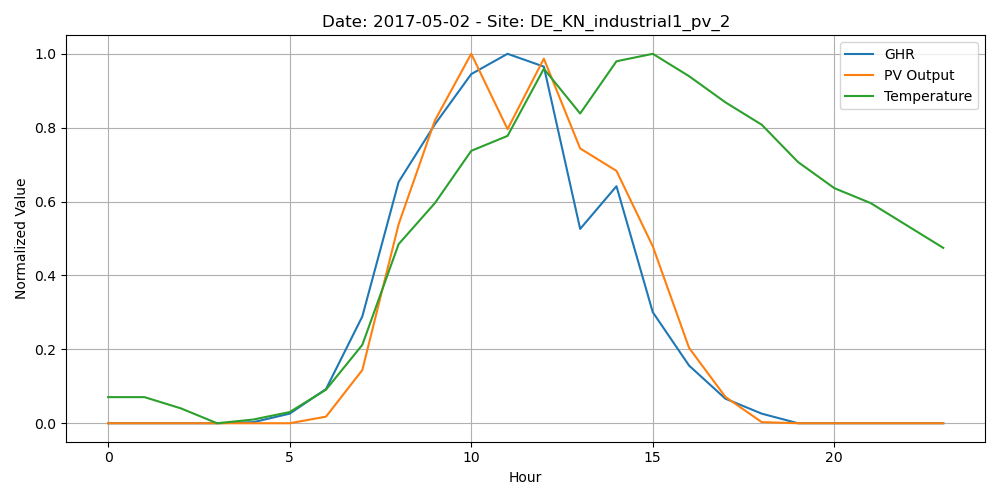 Date: 2017-05-02 - Site: DE_KN_industrial1_pv_2
GHR
PV Output
Temperature
Normalized Value
1.0
0.8
0.6
0.4
0.2
0.0
0 5 10 15 20
Hour